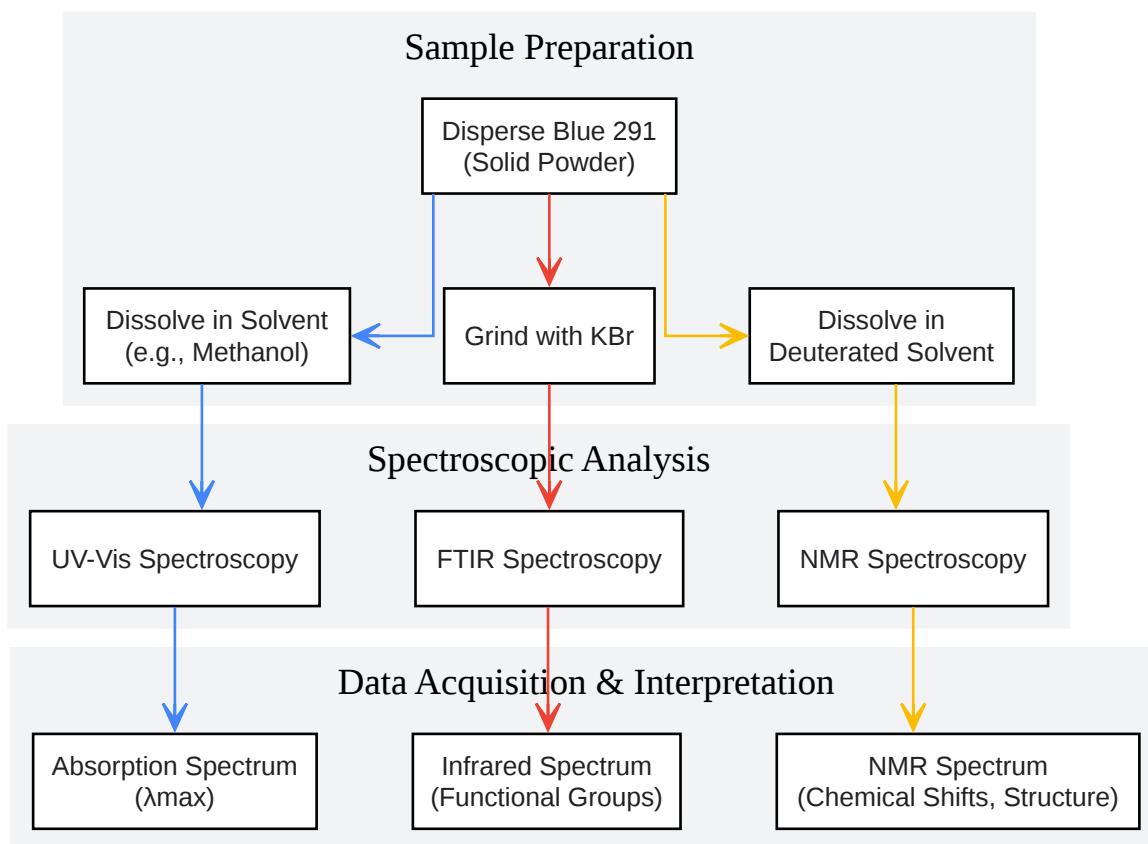 Sample Preparation
Disperse Blue 291
(Solid Powder)
Dissolve in Solvent
(e.g., Methanol)
Grind with KBr
Dissolve in
Deuterated Solvent
Spectroscopic Analysis
UV-Vis Spectroscopy
FTIR Spectroscopy
NMR Spectroscopy
Data Acquisition & Interpretation
Absorption Spectrum
(λmax)
Infrared Spectrum
(Functional Groups)
NMR Spectrum
(Chemical Shifts, Structure)